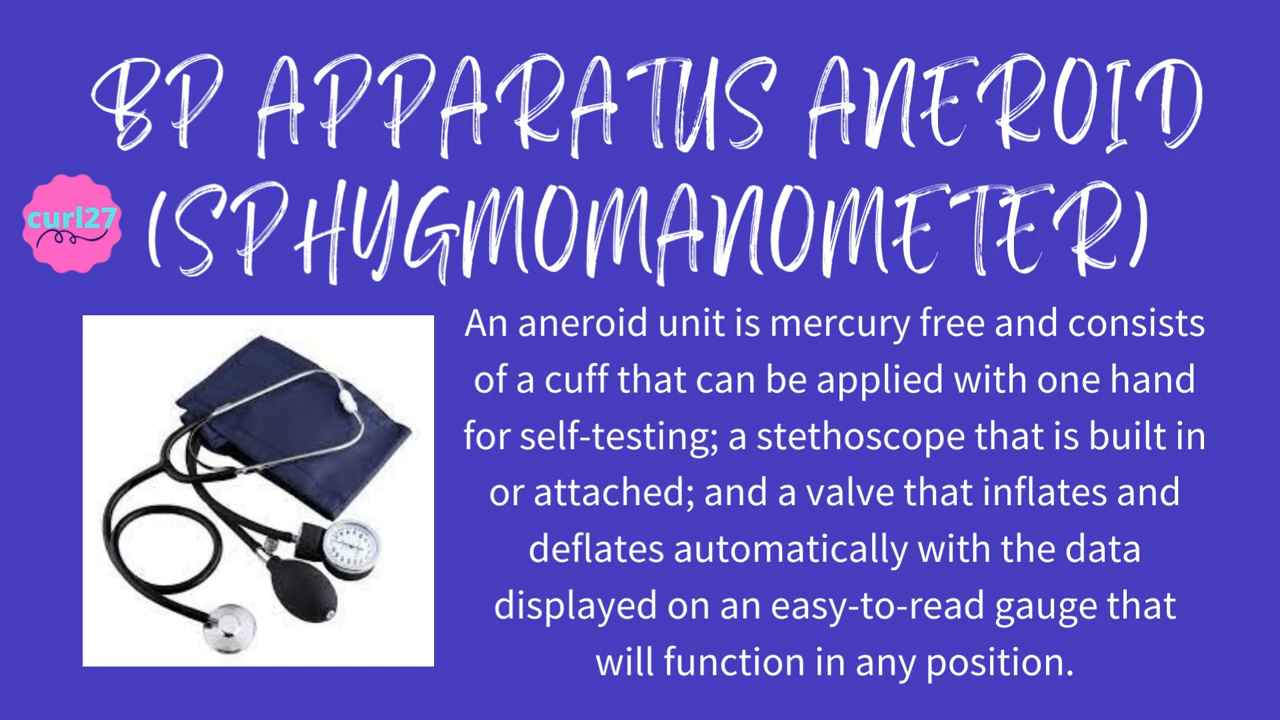 BP APPARATUS ANEROID
(SPHYGMOMANOMETER)
curl27
An aneroid unit is mercury free and consists
of a cuff that can be applied with one hand
for self-testing; a stethoscope that is built in
or attached; and a valve that inflates and
deflates automatically with the data
displayed on an easy-to-read gauge that
will function in any position.